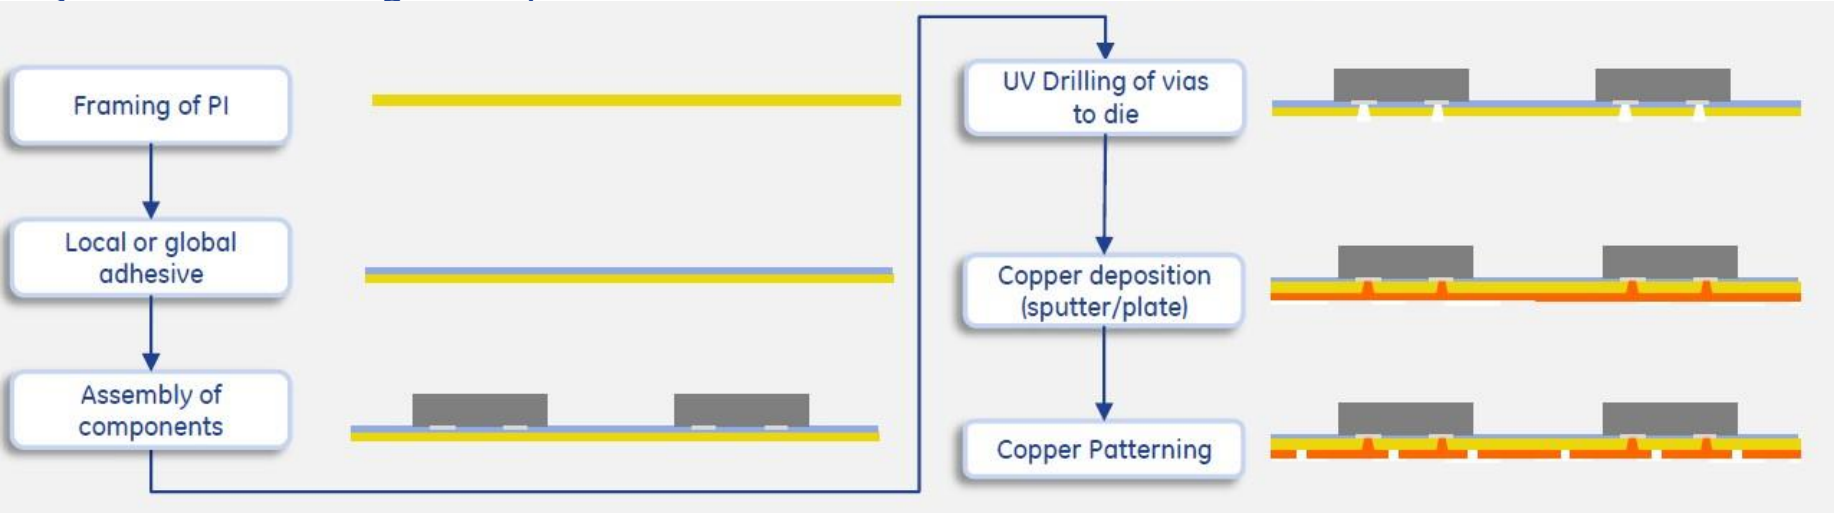 Framing of PI
Local or global
adhesive
Assembly of
components
UV Drilling of vias
to die
Copper deposition
(sputter/plate)
Copper Patterning